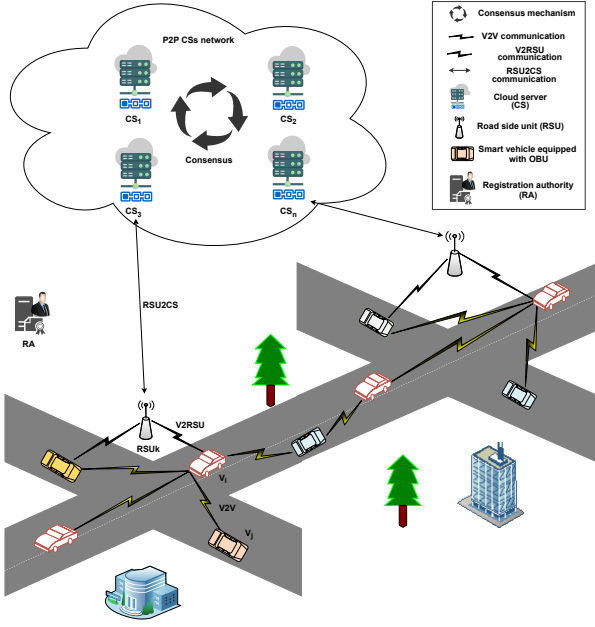 P2P CSs network
CS1
CS2
Consensus
CS3
CSn
Consensus mechanism
V2V communication
V2RSU
communication
RSU2CS
communication
Cloud server
(CS)
Road side unit (RSU)
Smart vehicle equipped
with OBU
Registration authority
(RA)
RSU2CS
RA
V2RSU
RSUk
Vi
V2V
Vj